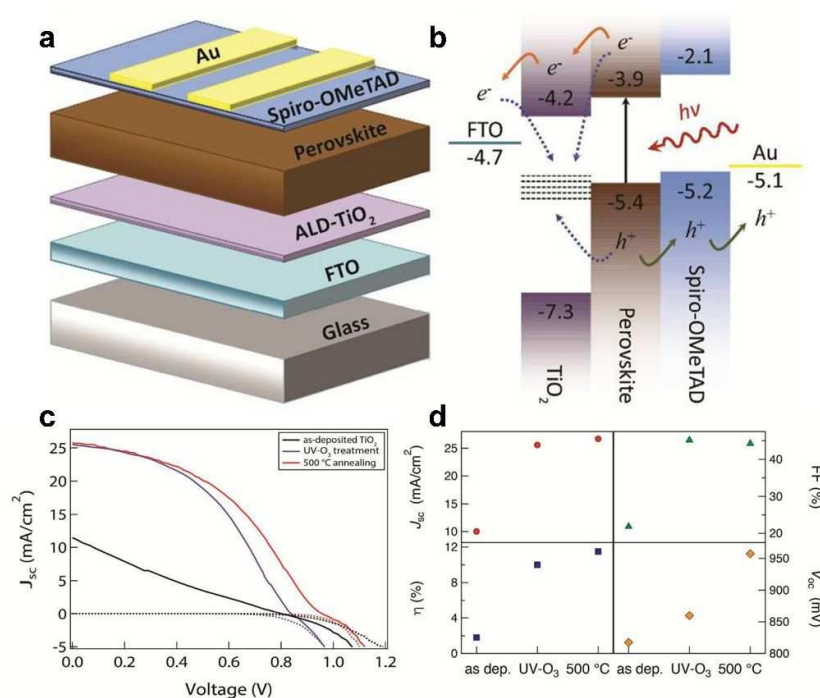 a
Au
Spiro-OMeTAD
Perovskite
ALD-TiO2
FTO
Glass
b
e-
e-
e-
-2.1
-3.9
-4.2
hν
FTO
-4.7
Au
-5.1
-5.2
-5.4
h+
h+
h+
-7.3
TiO2
Perovskite
Spiro-OMeTAD
c
as-deposited TiO2
UV-O3 treatment
500 °C annealing
Jsc (mA/cm2)
25
20
15
10
5
0
-5
0.0 0.2 0.4 0.6 0.8 1.0 1.2
Voltage (V)
d
Jsc (mA/cm2)
25
20
15
10
FF (%)
40
30
20
η (%)
12
8
4
0
Voc (mV)
950
900
850
800
as dep. UV-O3 500 °C as dep. UV-O3 500 °C